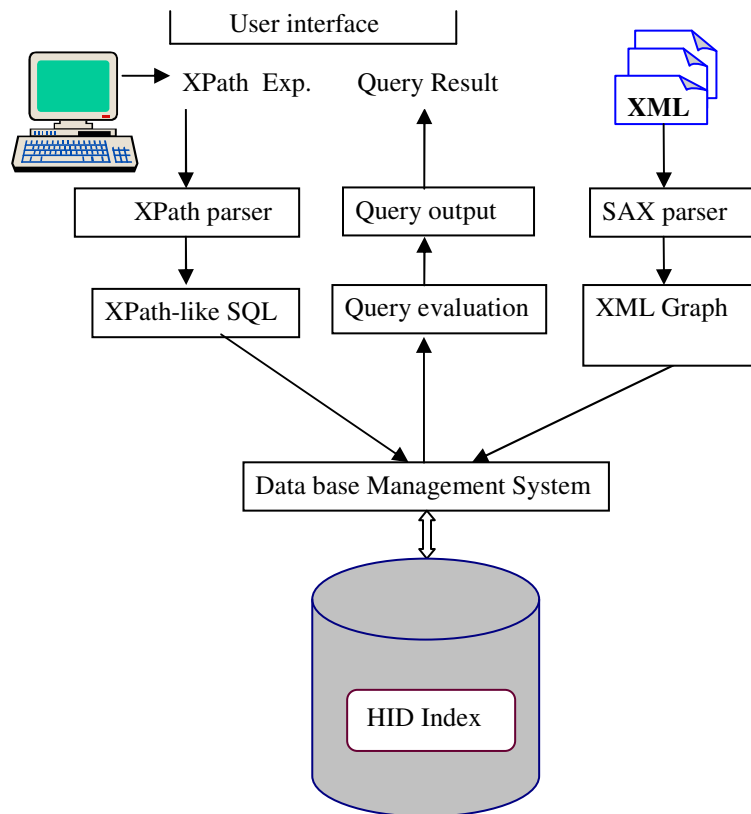 User interface
XPath Exp.
Query Result
XML
XPath parser
Query output
SAX parser
XPath-like SQL
Query evaluation
XML Graph
Data base Management System
HID Index